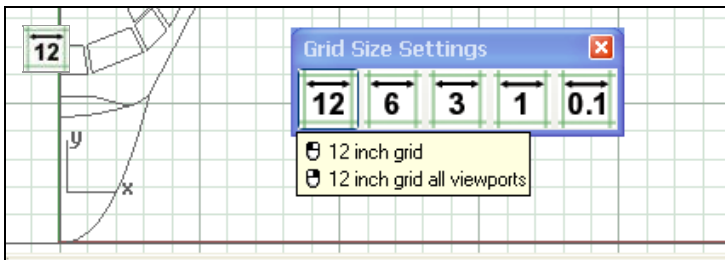 12
Grid Size Settings
12 6 3 1 0.1
12 inch grid
12 inch grid all viewports
y
x